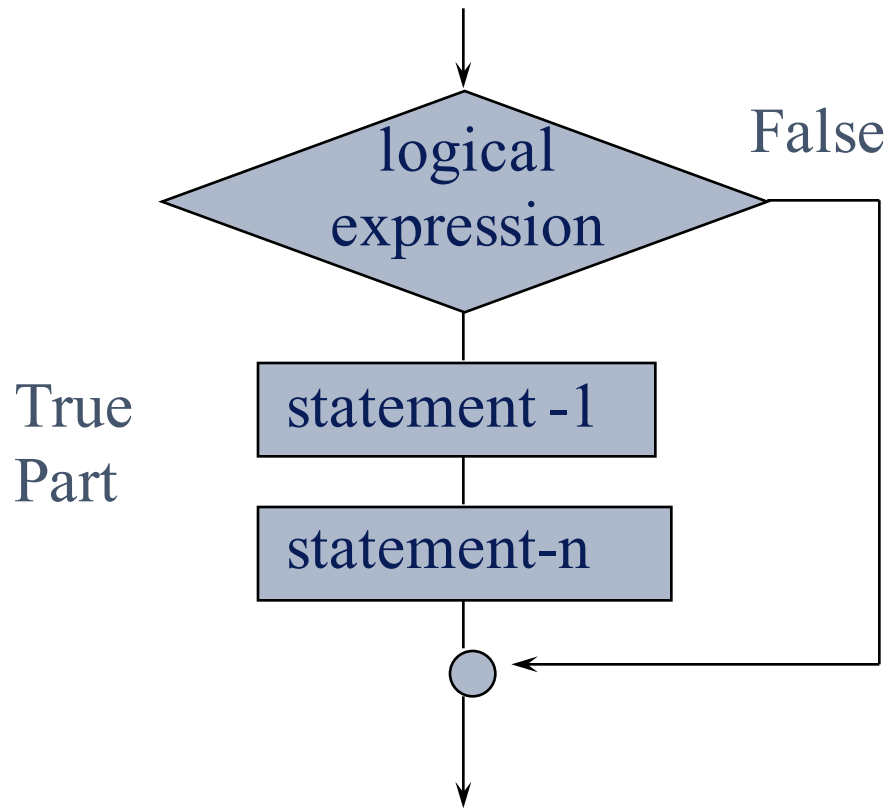 logical
expression
False
True
Part
statement -1
statement-n